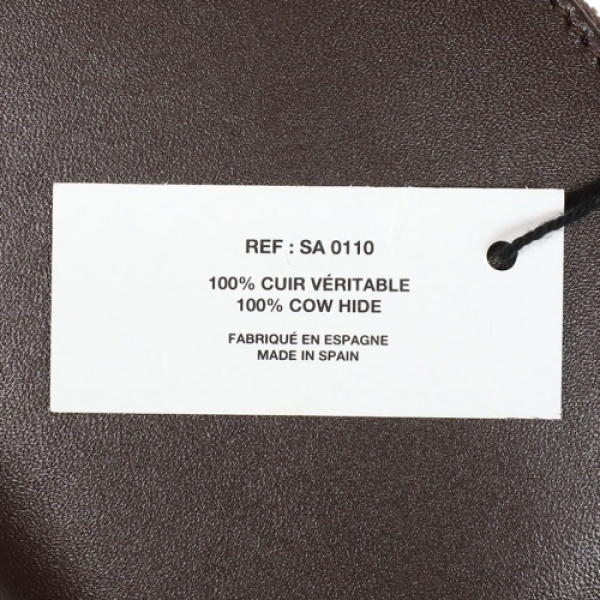 REF : SA 0110
100% CUIR VÉRITABLE
100% COW HIDE
FABRIQUÉ EN ESPAGNE
MADE IN SPAIN